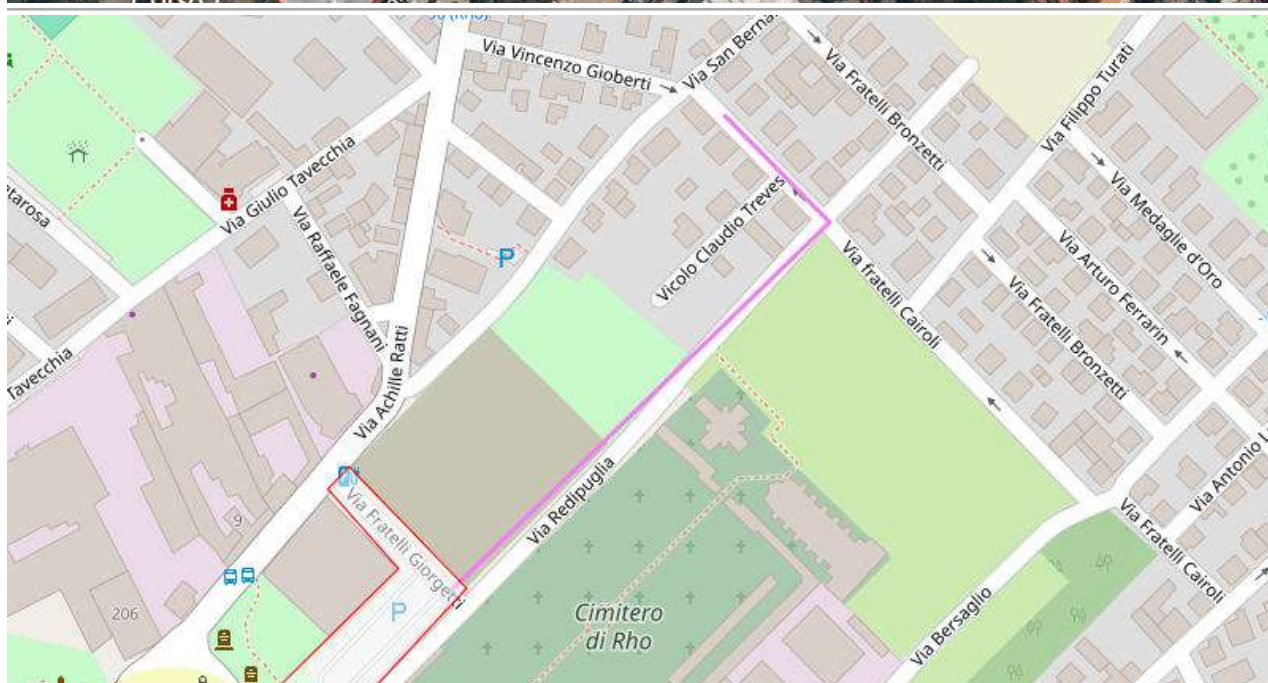 Via Vincenzo Gioberti
Via San Berna
Via Fratelli Bronzetti
Via Filippo Turati
Via Medaglie d'Oro
Via Giulio Tavecchia
Via Raffaele Fagnani
Vicolo Claudio Treves
Via fratelli Cairoli
Via Arturo Ferrarin
Via Fratelli Bronzetti
P
tarosa
Tavecchia
Via Achille Ratti
Via Redipuglia
Via Antonio L
Via Fratelli Cairoli
Via Fratelli Giorgetti
9
206
P
Cimitero
di Rho
Via Bersaglio